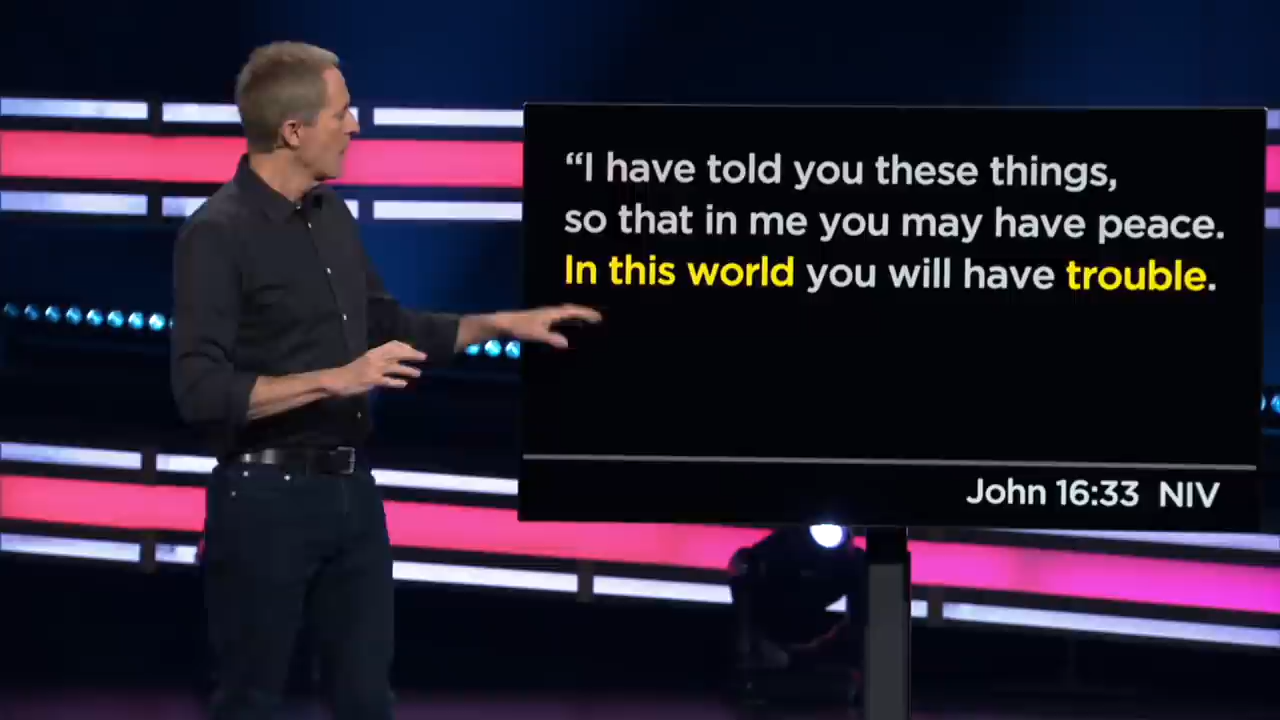 “I have told you these things,
so that in me you may have peace.
In this world you will have trouble.
John 16:33 NIV